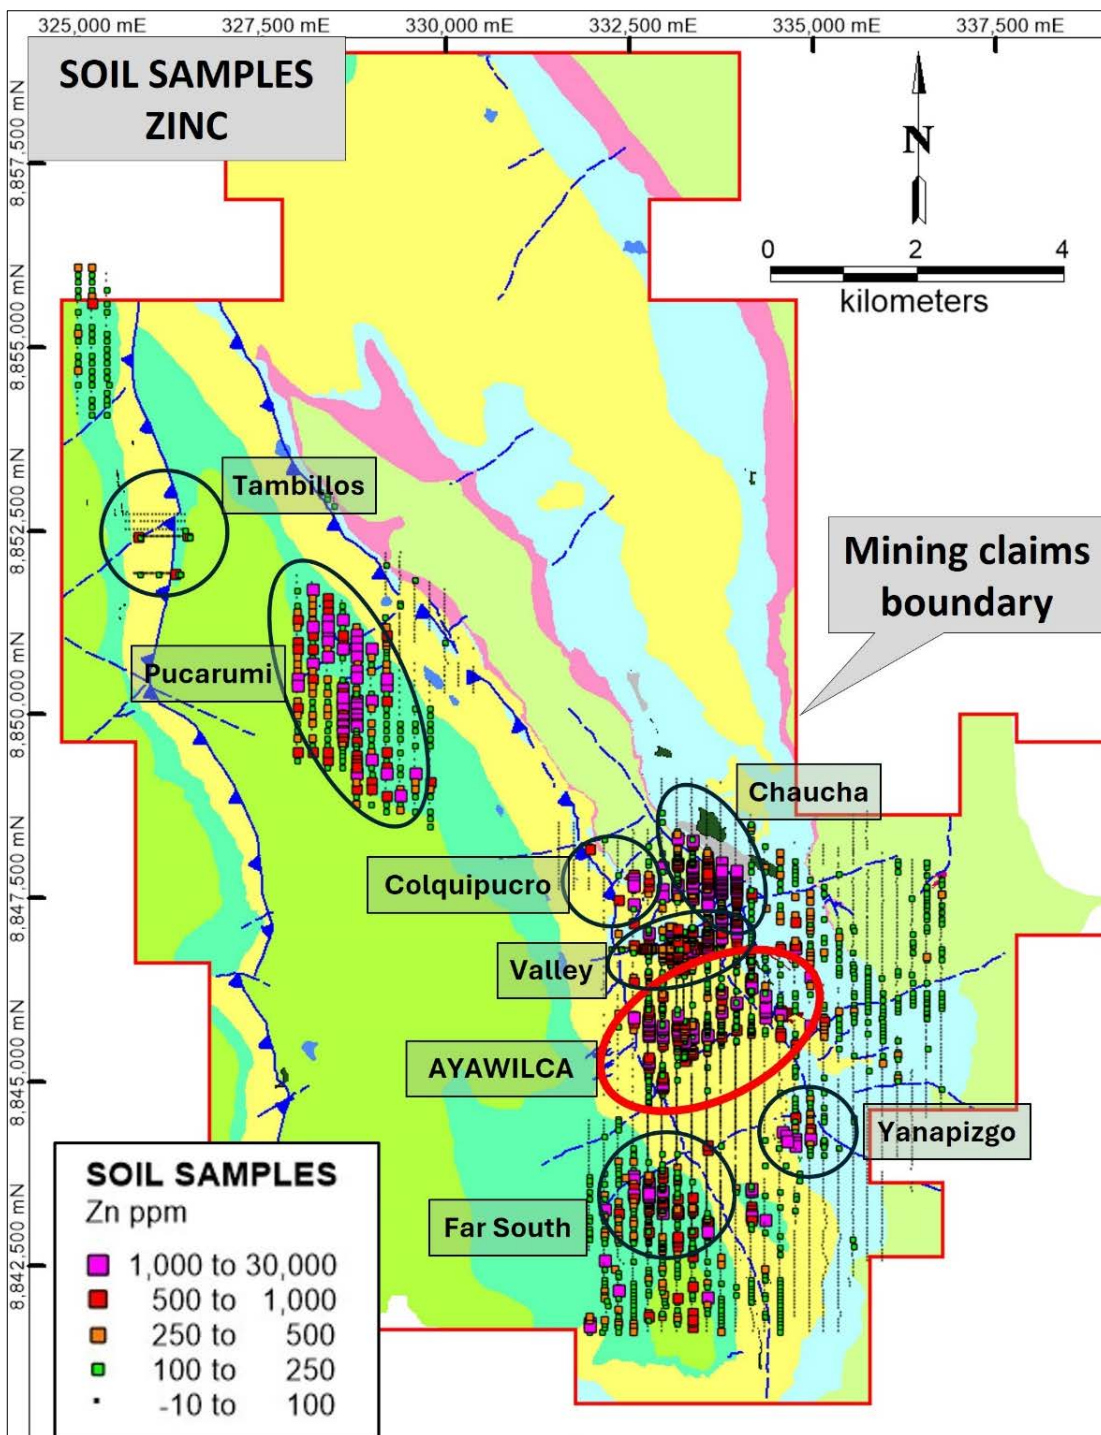 325,000 mE
327,500 mE
330,000 mE
332,500 mE
335,000 mE
337,500 mE
SOIL SAMPLES
ZINC
8,857,500 mN
N
0
2
4
kilometers
8,855,000 mN
Tambillos
8,852,500 mN
Mining claims
boundary
Pucarumi
8,850,000 mN
Chaucha
Colquipucro
8,847,500 mN
Valley
AYAWILCA
8,845,000 mN
Yanapizgo
Far South
8,842,500 mN
SOIL SAMPLES
Zn ppm
1,000 to 30,000
500 to 1,000
250 to 500
100 to 250
-10 to 100